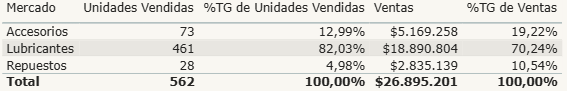 Mercado Unidades Vendidas %TG de Unidades Vendidas Ventas %TG de Ventas
Accesorios 73 12,99% $5.169.258 19,22%
Lubricantes 461 82,03% $18.890.804 70,24%
Repuestos 28 4,98% $2.835.139 10,54%
Total 562 100,00% $26.895.201 100,00%